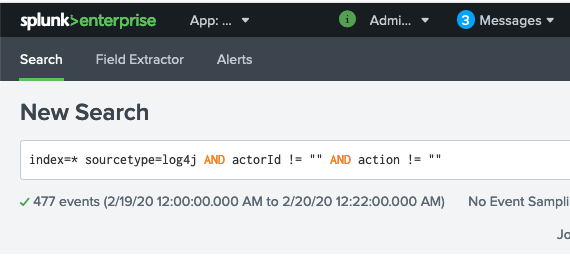 splunk>enterprise App: ... ▼ i Admi... ▼ 3 Messages ▼
Search Field Extractor Alerts
New Search
index=* sourcetype=log4j AND actorId != "" AND action != ""
✓ 477 events (2/19/20 12:00:00.000 AM to 2/20/20 12:22:00.000 AM) No Event Sampli
Jo